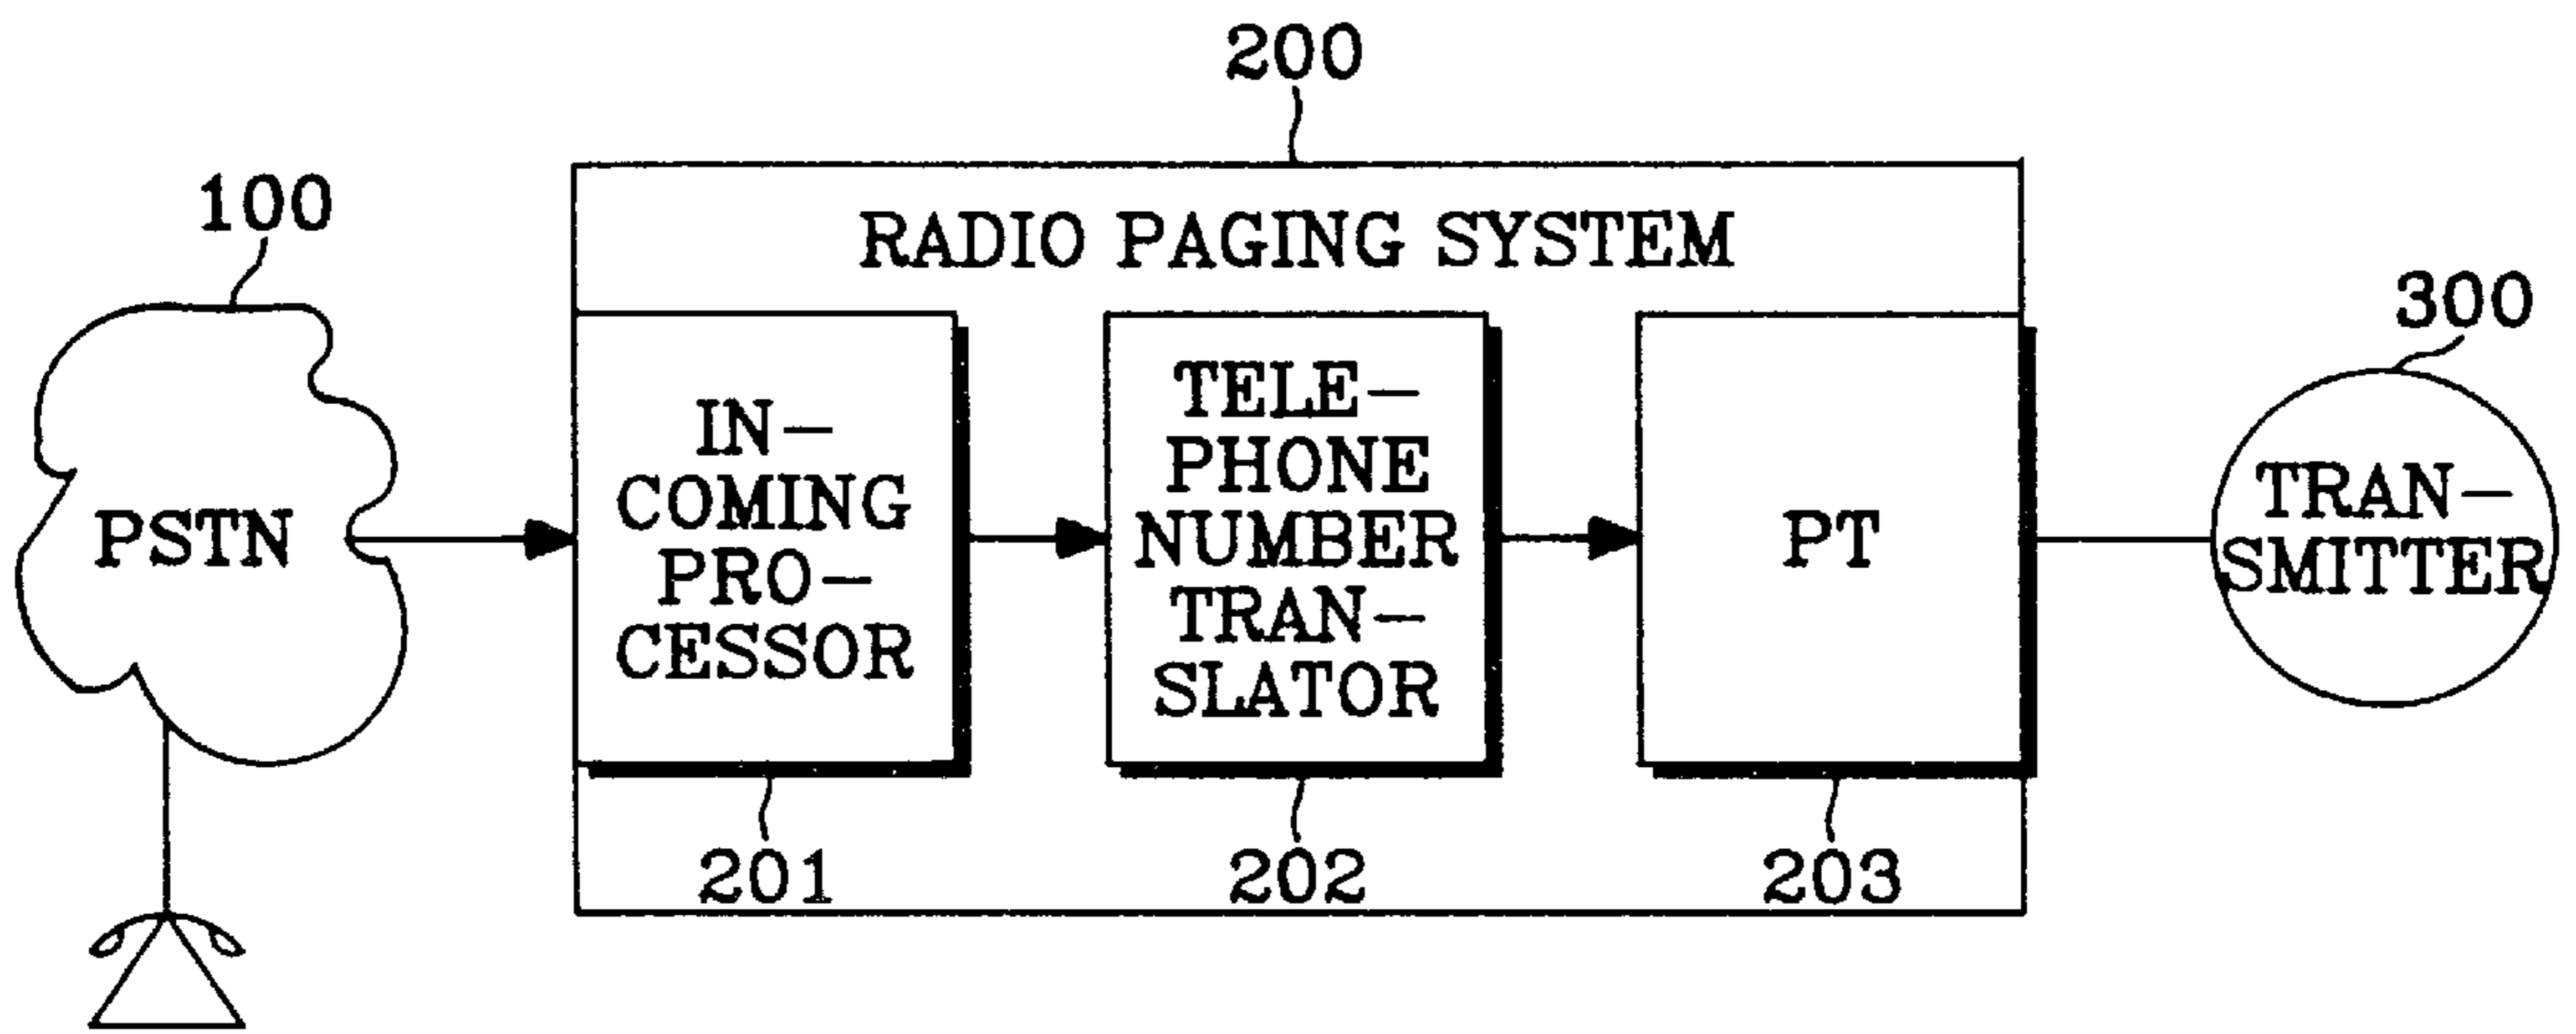 200
100
RADIO PAGING SYSTEM
300
PSTN
IN-
COMING
PRO-
CESSOR
TELE-
PHONE
NUMBER
TRAN-
SLATOR
PT
TRAN-
SMITTER
201
202
203